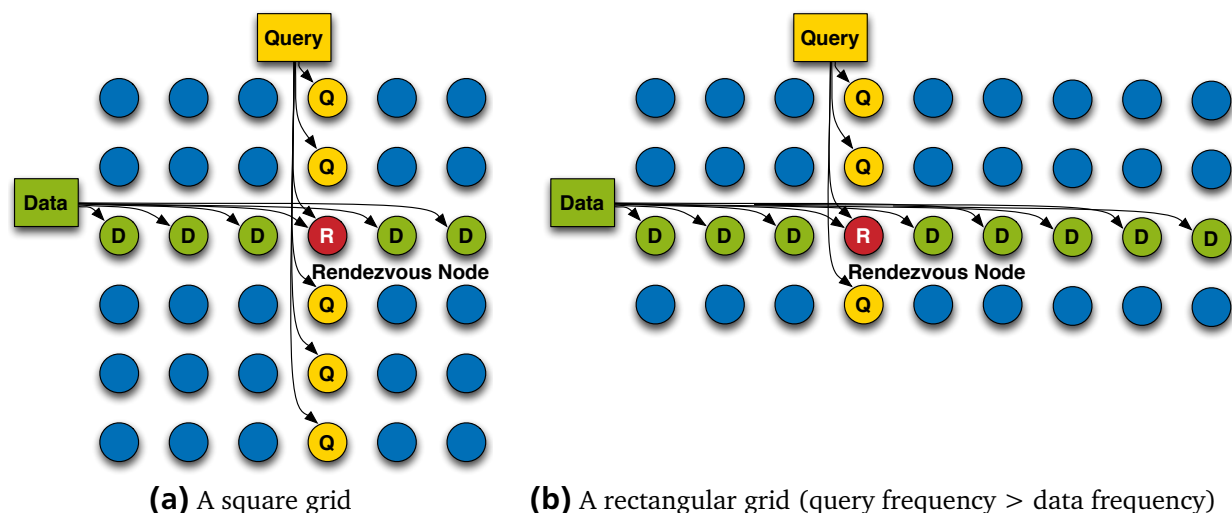 Query
Q
Q
Data
D D D R D D
Rendezvous Node
Q
Q
Q
(a) A square grid
Query
Q
Q
Data
D D D R D D D D D
Rendezvous Node
Q
(b) A rectangular grid (query frequency > data frequency)